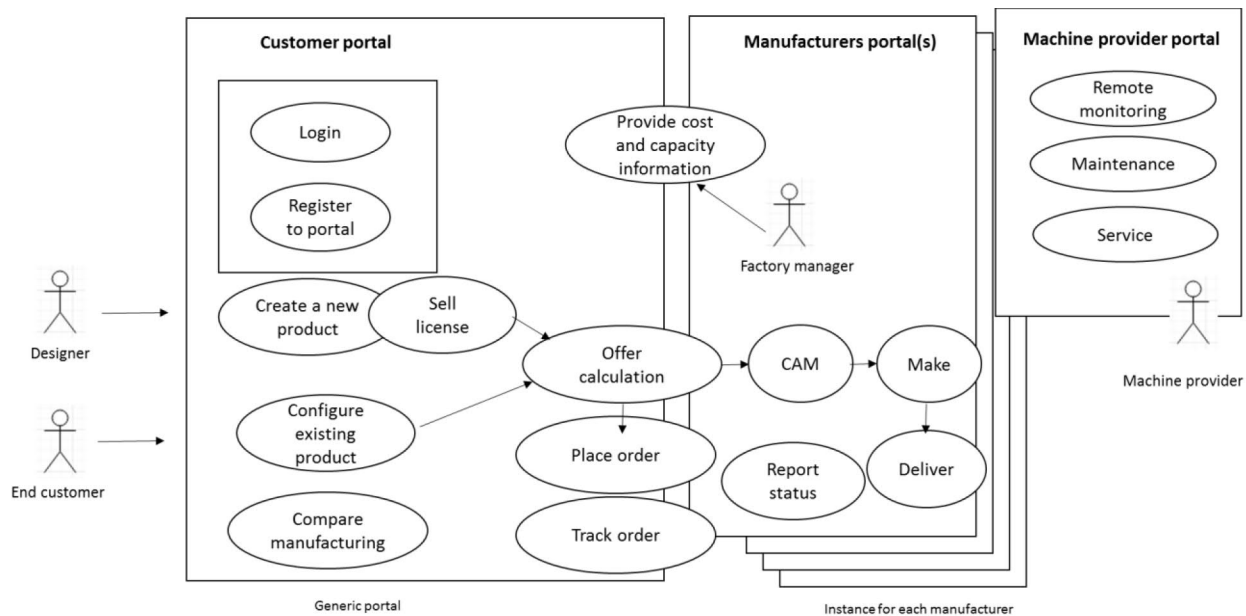 Customer portal
Manufacturers portal(s)
Machine provider portal
Login
Register
to portal
Provide cost
and capacity
information
Remote
monitoring
Maintenance
Service
Factory manager
Create a new
product
Sell
license
Offer
calculation
CAM
Make
Designer
Machine provider
Configure
existing
product
Place order
Report
status
Deliver
End customer
Compare
manufacturing
Track order
Generic portal
Instance for each manufacturer